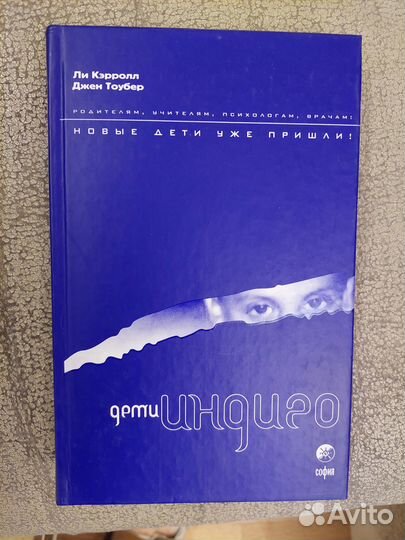 Ли Кэрролл
Джен Тоубер
РОДИТЕЛЯМ, УЧИТЕЛЯМ, ПСИХОЛОГАМ, ВРАЧАМ:
НОВЫЕ ДЕТИ УЖЕ ПРИШЛИ!
дети индиго
СОФИЯ
Avito